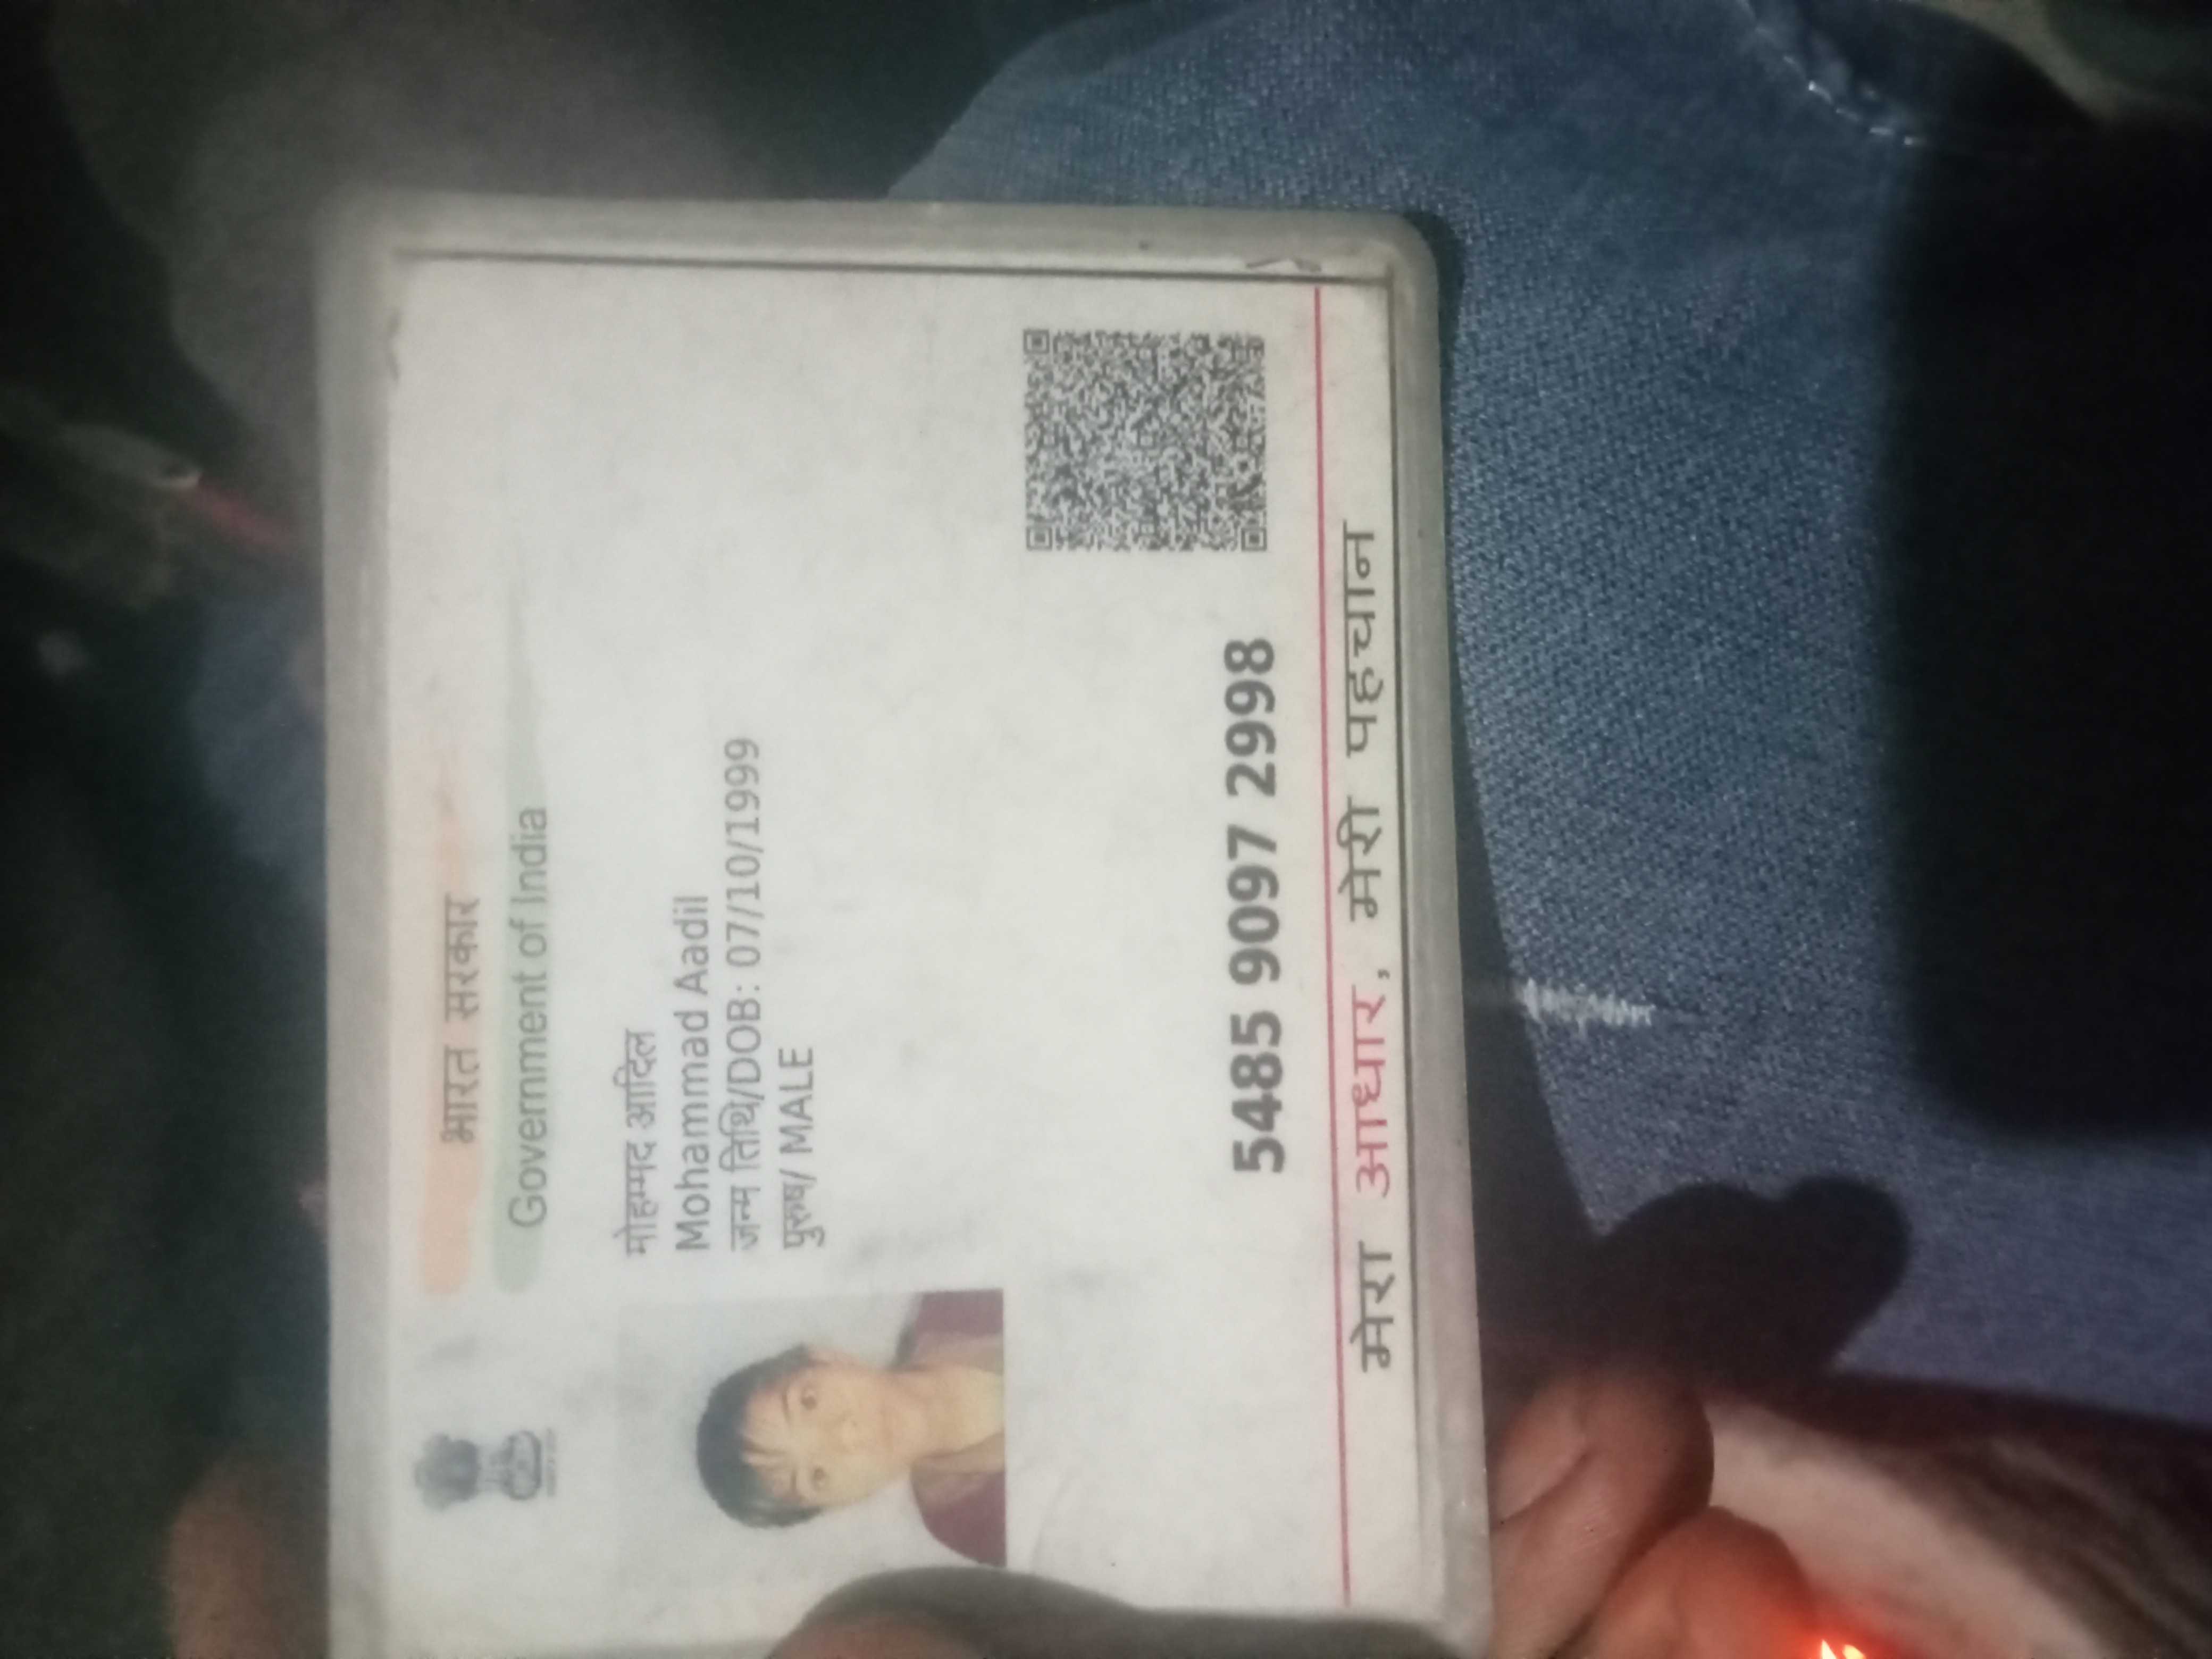 भारत सरकार
Government of India
मोहम्मद आदिल
Mohammad Aadil
जन्म तिथि/DOB: 07/10/1999
पुरुष/ MALE
5485 9097 2998
मेरा आधार, मेरी पहचान